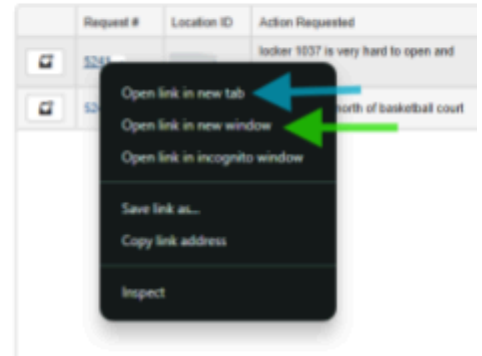 Request # Location ID Action Requested
locker 1037 is very hard to open and
5243
Open link in new tab
52 north of basketball court
Open link in new window
Open link in incognito window
Save link as...
Copy link address
Inspect